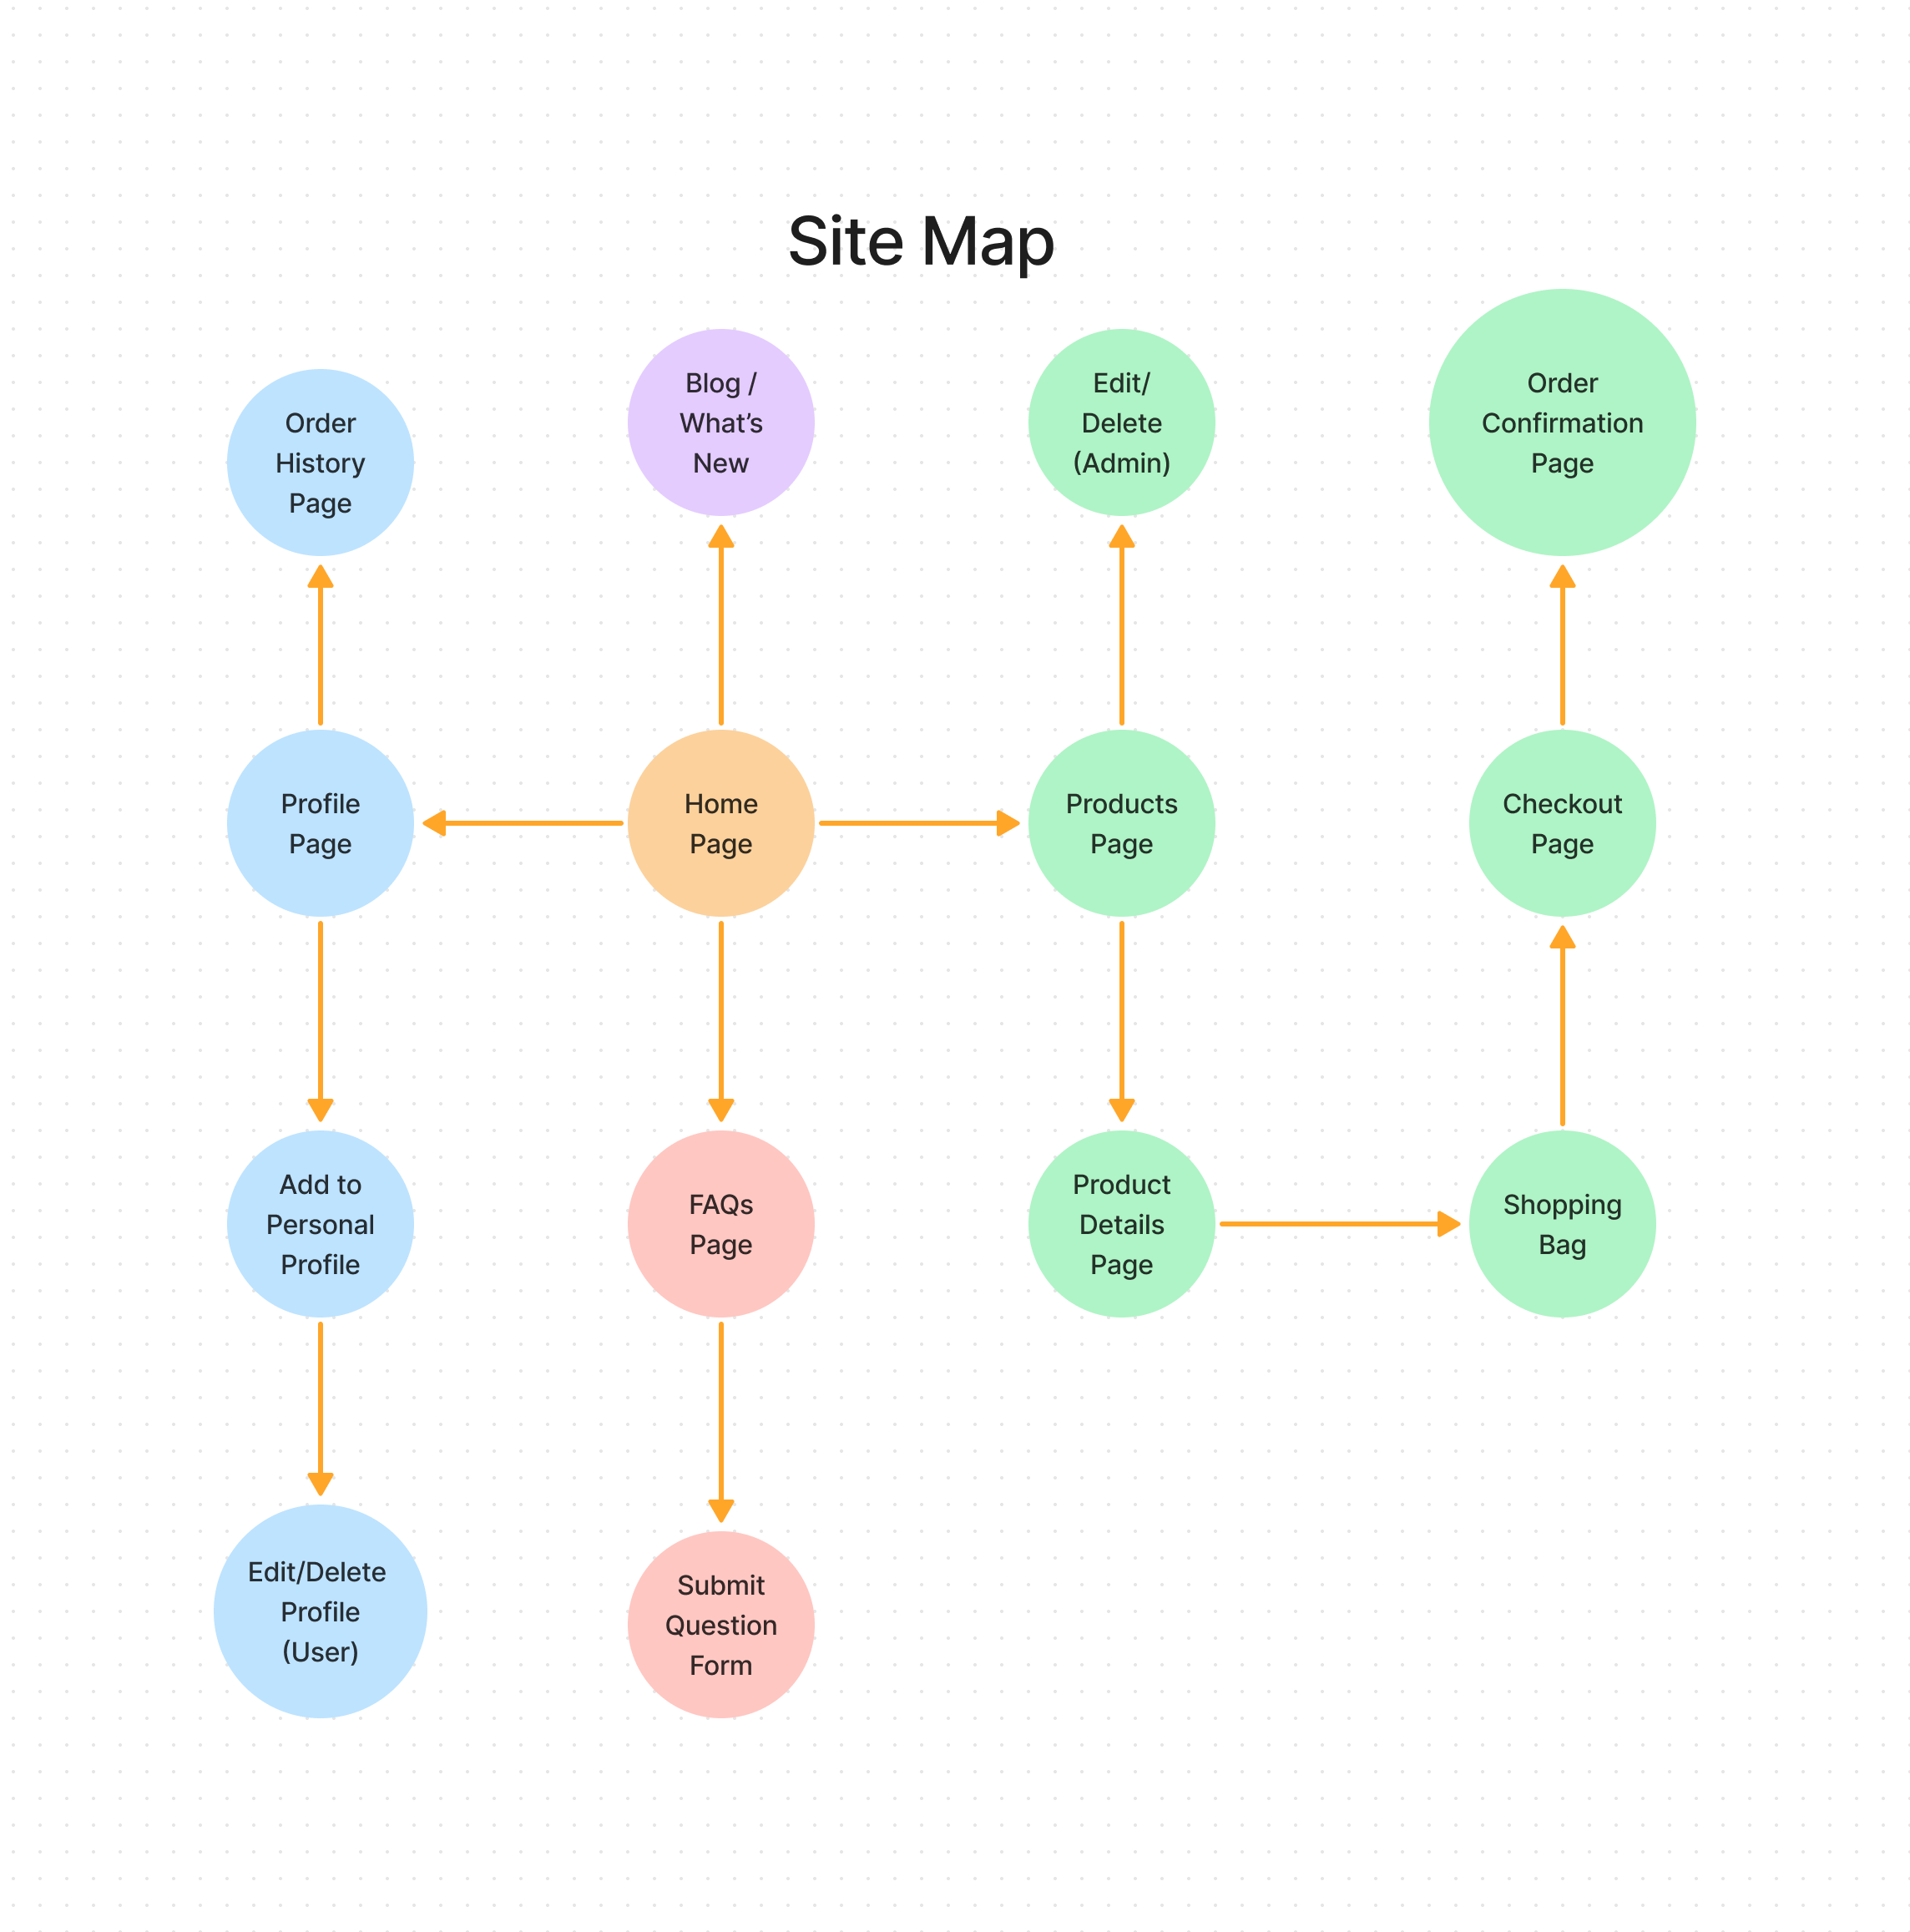 Site Map
Order
History
Page
Blog /
What’s
New
Edit/
Delete
(Admin)
Order
Confirmation
Page
Profile
Page
Home
Page
Products
Page
Checkout
Page
Add to
Personal
Profile
FAQs
Page
Product
Details
Page
Shopping
Bag
Edit/Delete
Profile
(User)
Submit
Question
Form